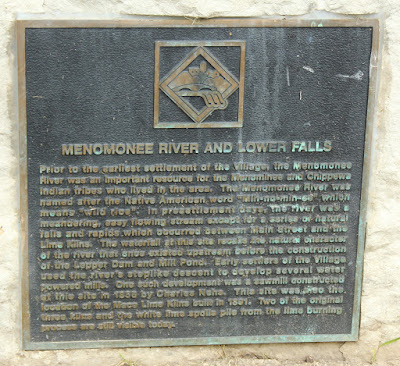 MENOMONEE RIVER AND LOWER FALLS
Prior to the earliest settlement of the Village, the Menomonee
River was an important resource for the Menominee and Chippewa
Indian tribes who lived in the area. The Menomonee River was
named after the Native American word "min-no-min-ee" which
means "wild rice". In presettlement days, the river was a
meandering, easy flowing stream except for a series of natural
falls and rapids which occurred between Main Street and the
Lime Kilns. The waterfall at this site recalls the natural character
of the river that once existed upstream before the construction
of the Lepper Dam and Mill Pond. Early settlers of the Village
used the river's steplike descent to develop several water
powered mills. One such development was a sawmill constructed
at this site in 1838 by Charles Nehs. This site was also the
location of the Mace Lime Kilns built in 1891. Two of the original
three kilns and the white lime spoils pile from the lime burning
process are still visible today.